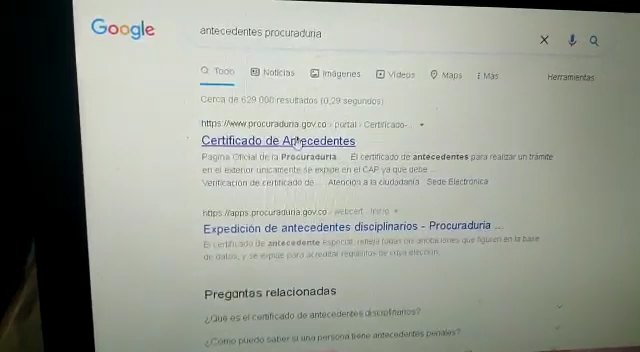 Google
antecedentes procuraduria
Todo Noticias Imágenes Videos Maps Más Herramientas
Cerca de 629.000 resultados (0,29 segundos)
https://www.procuraduria.gov.co › portal › Certificado-...
Certificado de Antecedentes
Pagina Oficial de la Procuraduria ... El certificado de antecedentes para realizar un trámite
en el exterior unicamente se expide en el CAP ya que debe ...
Verificación de certificado de... · Atención a la ciudadanía · Sede Electrónica
https://apps.procuraduria.gov.co › webcert › Inicio
Expedición de antecedentes disciplinarios - Procuraduria ...
El certificado de antecedente especial, refleja todas las anotaciones que figuren en la base
de datos, y se expide para acreditar requisitos de
Preguntas relacionadas
¿Qué es el certificado de antecedentes disciplinarios?
¿Cómo puedo saber si una persona tiene antecedentes penales?